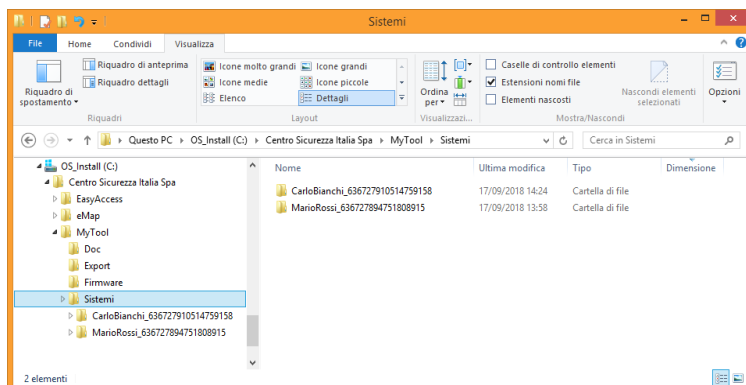 Sistemi
File Home Condividi Visualizza
Riquadro di spostamento
Riquadro di anteprima
Riquadro dettagli
Riquadri
Icone molto grandi Icone grandi
Icone medie Icone piccole
Elenco Dettagli
Layout
Ordina per
Visualizzazi...
Caselle di controllo elementi
Estensioni nomi file
Elementi nascosti
Nascondi elementi selezionati
Mostra/Nascondi
Opzioni
Questo PC OS_Install (C:) Centro Sicurezza Italia Spa MyTool Sistemi
Cerca in Sistemi
OS_Install (C:)
Centro Sicurezza Italia Spa
EasyAccess
eMap
MyTool
Doc
Export
Firmware
Sistemi
CarloBianchi_636727910514759158
MarioRossi_636727894751808915
Nome Ultima modifica Tipo Dimensione
CarloBianchi_636727910514759158 17/09/2018 14:24 Cartella di file
MarioRossi_636727894751808915 17/09/2018 13:58 Cartella di file
2 elementi